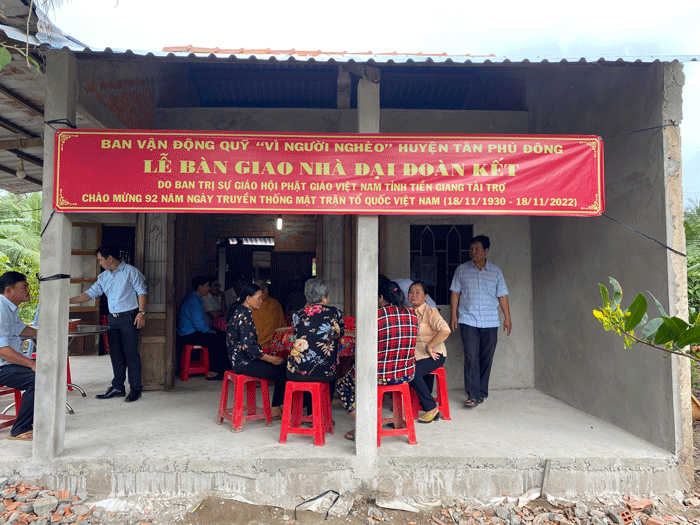 BAN VẬN ĐỘNG QUỸ "VÌ NGƯỜI NGHÈO" HUYỆN TÂN PHÚ ĐÔNG
LỄ BÀN GIAO NHÀ ĐẠI ĐOÀN KẾT
DO BAN TRỊ SỰ GIÁO HỘI PHẬT GIÁO VIỆT NAM TỈNH TIỀN GIANG TÀI TRỢ
CHÀO MỪNG 92 NĂM NGÀY TRUYỀN THỐNG MẶT TRẬN TỔ QUỐC VIỆT NAM (18/11/1930 - 18/11/2022)